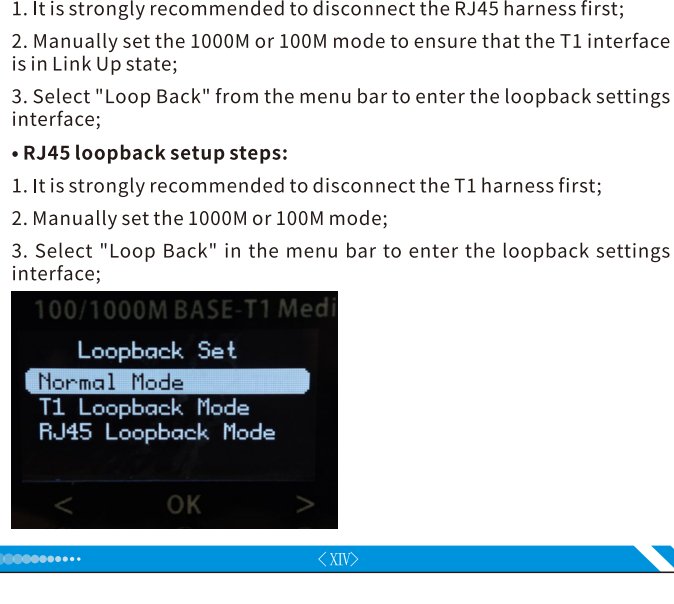 1. It is strongly recommended to disconnect the RJ45 harness first;
2. Manually set the 1000M or 100M mode to ensure that the T1 interface
is in Link Up state;
3. Select "Loop Back" from the menu bar to enter the loopback settings
interface;
• RJ45 loopback setup steps:
1. It is strongly recommended to disconnect the T1 harness first;
2. Manually set the 1000M or 100M mode;
3. Select "Loop Back" in the menu bar to enter the loopback settings
interface;
100/1000M BASE-T1 Medi
Loopback Set
Normal Mode
T1 Loopback Mode
RJ45 Loopback Mode
< OK >
<XIV>